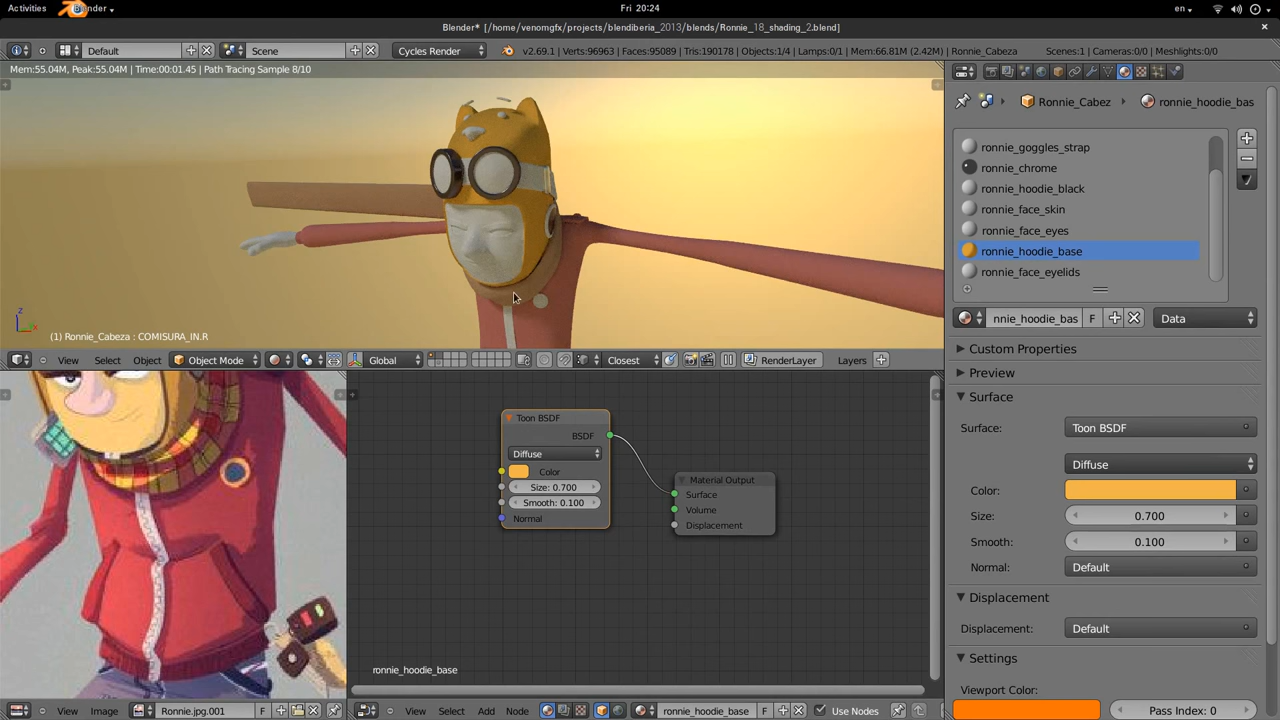 Activities Blender Fri 20:24 en
Blender* [/home/venomgfx/projects/blendiberia_2013/blends/Ronnie_18_shading_2.blend]
Default Scene Cycles Render v2.69.1 | Verts:96963 | Faces:95089 | Tris:190178 | Objects:1/4 | Lamps:0/1 | Mem:66.81M (2.42M) | Ronnie_Cabeza Scenes:1 | Cameras:0/0 | Meshlights:0/0
Mem:55.04M, Peak:55.04M | Time:00:01.45 | Path Tracing Sample 8/10
z
x
(1) Ronnie_Cabeza : COMISURA_IN.R
View Select Object Object Mode Global Closest RenderLayer Layers
Toon BSDF
BSDF
Diffuse
Color
Size: 0.700
Smooth: 0.100
Normal
Material Output
Surface
Volume
Displacement
ronnie_hoodie_base
View Image Ronnie.jpg.001 F
View Select Add Node ronnie_hoodie_base F Use Nodes
Ronnie_Cabez ronnie_hoodie_bas
ronnie_goggles_strap
ronnie_chrome
ronnie_hoodie_black
ronnie_face_skin
ronnie_face_eyes
ronnie_hoodie_base
ronnie_face_eyelids
nnie_hoodie_bas F Data
Custom Properties
Preview
Surface
Surface: Toon BSDF
Diffuse
Color:
Size: 0.700
Smooth: 0.100
Normal: Default
Displacement
Displacement: Default
Settings
Viewport Color:
Pass Index: 0